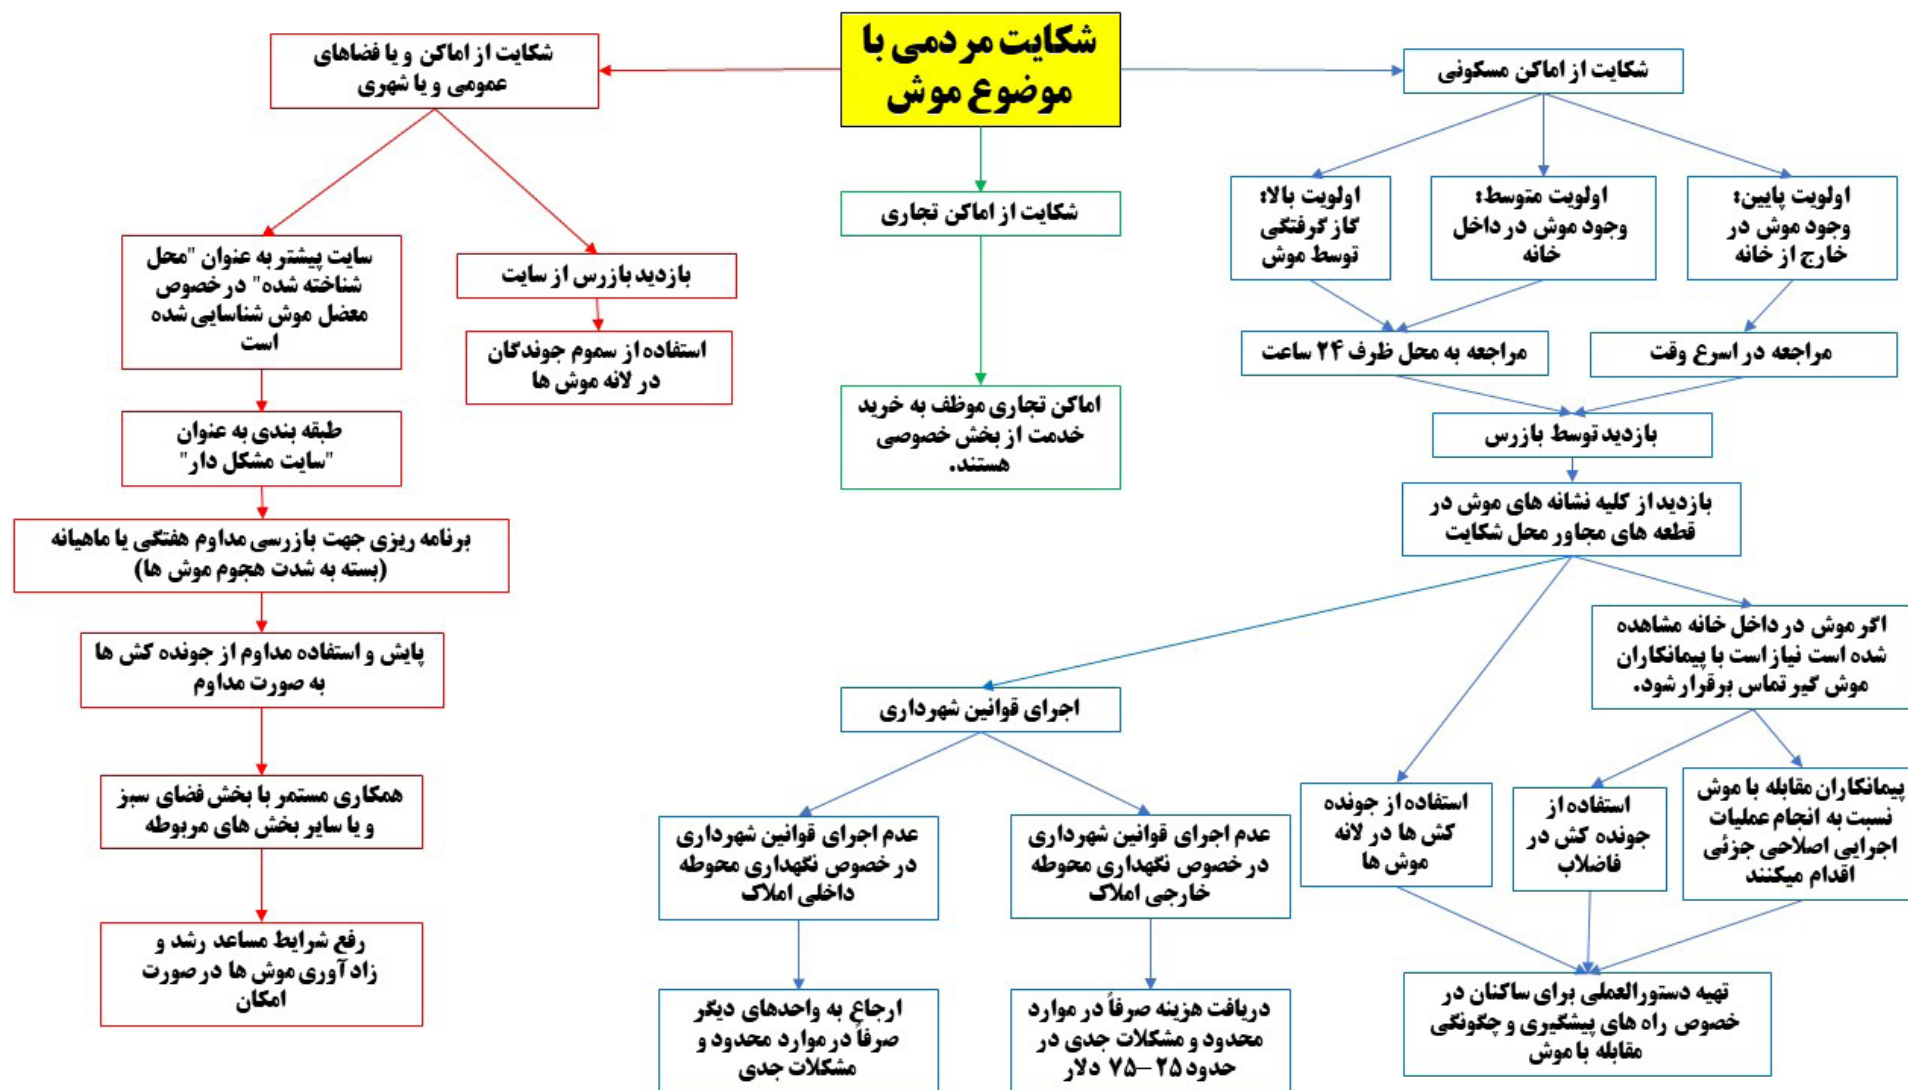 شکایت مردمی با
موضوع موش
شکایت از اماکن مسکونی
اولویت پایین:
وجود موش در
خارج از خانه
اولویت متوسط:
وجود موش در داخل
خانه
اولویت بالا:
گاز گرفتگی
توسط موش
مراجعه در اسرع وقت
مراجعه به محل ظرف ۲۴ ساعت
بازدید توسط بازرس
بازدید از کلیه نشانه های موش در
قطعه های مجاور محل شکایت
اگر موش در داخل خانه مشاهده
شده است نیاز است با پیمانکاران
موش گیر تماس برقرار شود.
پیمانکاران مقابله با موش
نسبت به انجام عملیات
اجرایی اصلاحی جزئی
اقدام میکنند
استفاده از
جونده کش در
فاضلاب
استفاده از جونده
کش ها در لانه
موش ها
تهیه دستورالعملی برای ساکنان در
خصوص راه های پیشگیری و چگونگی
مقابله با موش
اجرای قوانین شهرداری
عدم اجرای قوانین شهرداری
در خصوص نگهداری محوطه
خارجی املاک
دریافت هزینه صرفاً در موارد
محدود و مشکلات جدی در
حدود ۲۵ –۷۵ دلار
عدم اجرای قوانین شهرداری
در خصوص نگهداری محوطه
داخلی املاک
ارجاع به واحدهای دیگر
صرفاً در موارد محدود و
مشکلات جدی
شکایت از اماکن تجاری
اماکن تجاری موظف به خرید
خدمت از بخش خصوصی
هستند.
شکایت از اماکن و یا فضاهای
عمومی و یا شهری
بازدید بازرس از سایت
استفاده از سموم جوندگان
در لانه موش ها
سایت پیشتر به عنوان "محل
شناخته شده" در خصوص
معضل موش شناسایی شده
است
طبقه بندی به عنوان
"سایت مشکل دار"
برنامه ریزی جهت بازرسی مداوم هفتگی یا ماهیانه
(بسته به شدت هجوم موش ها)
پایش و استفاده مداوم از جونده کش ها
به صورت مداوم
همکاری مستمر با بخش فضای سبز
و یا سایر بخش های مربوطه
رفع شرایط مساعد رشد و
زادآوری موش ها در صورت
امکان